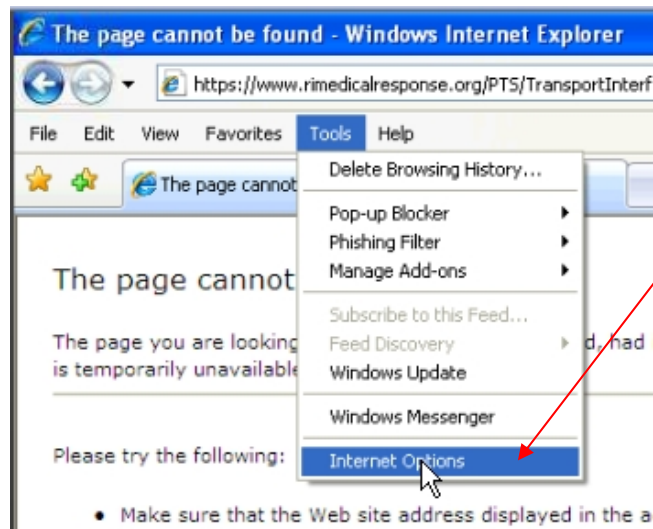 The page cannot be found - Windows Internet Explorer
https://www.rimedicalresponse.org/PTS/TransportInterf
File Edit View Favorites Tools Help
The page cannot
Delete Browsing History...
Pop-up Blocker
Phishing Filter
Manage Add-ons
Subscribe to this Feed...
Feed Discovery
Windows Update
Windows Messenger
Internet Options
The page cannot
The page you are looking d, had
is temporarily unavailable
Please try the following:
Make sure that the Web site address displayed in the a